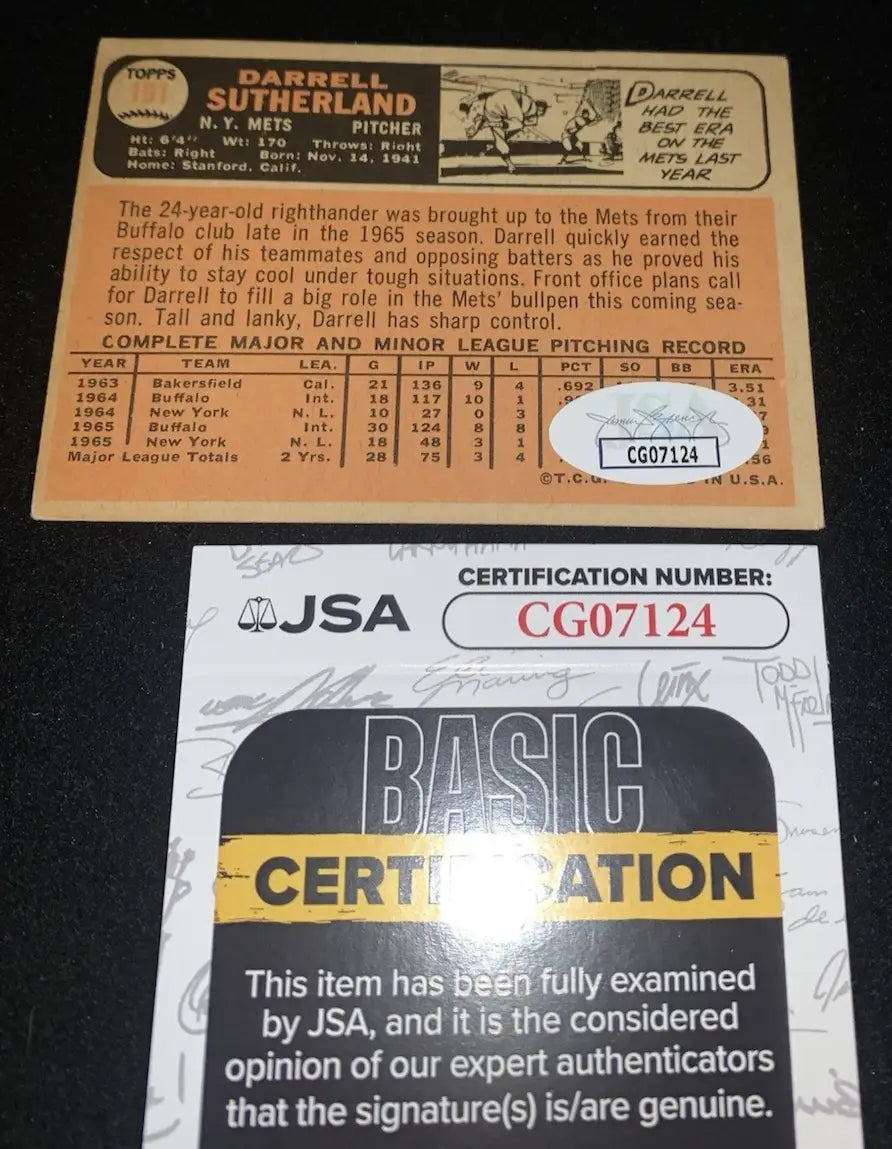 TOPPS
191
DARRELL
SUTHERLAND
N. Y. METS PITCHER
Ht: 6'4" Wt: 170 Throws: Right
Bats: Right Born: Nov. 14, 1941
Home: Stanford, Calif.
DARRELL
HAD THE
BEST ERA
ON THE
METS LAST
YEAR
The 24-year-old righthander was brought up to the Mets from their
Buffalo club late in the 1965 season. Darrell quickly earned the
respect of his teammates and opposing batters as he proved his
ability to stay cool under tough situations. Front office plans call
for Darrell to fill a big role in the Mets' bullpen this coming sea-
son. Tall and lanky, Darrell has sharp control.
COMPLETE MAJOR AND MINOR LEAGUE PITCHING RECORD
YEAR TEAM LEA. G IP W L PCT SO BB ERA
1963 Bakersfield Cal. 21 136 9 4 .692 3.51
1964 Buffalo Int. 18 117 10 1 .9 31
1964 New York N. L. 10 27 0 3 7
1965 Buffalo Int. 30 124 8 8 9
1965 New York N. L. 18 48 3 1 1
Major League Totals 2 Yrs. 28 75 3 4 56
©T.C.G. IN U.S.A.
CG07124
SEARS
JSA
CERTIFICATION NUMBER:
CG07124
TODD
BASIC
CERTIFICATION
This item has been fully examined
by JSA, and it is the considered
opinion of our expert authenticators
that the signature(s) is/are genuine.